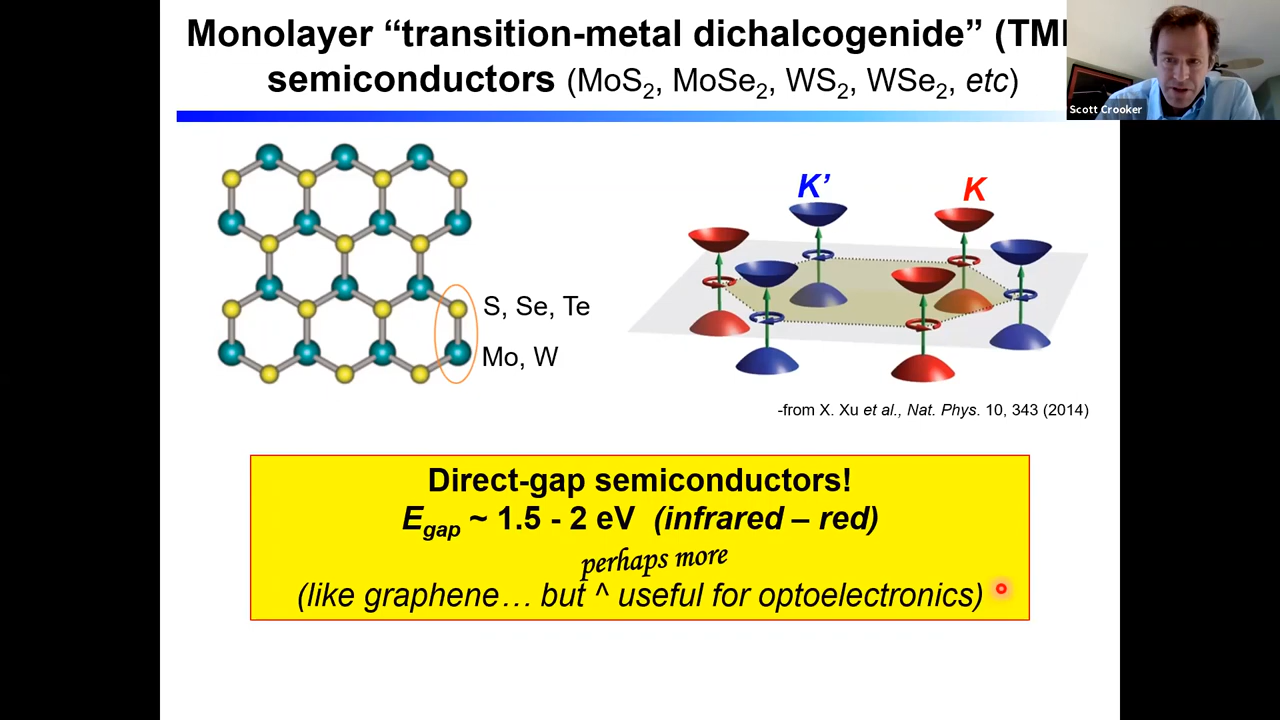 Monolayer “transition-metal dichalcogenide” (TM
semiconductors (MoS2, MoSe2, WS2, WSe2, etc)
Scott Crooker
K’
K
S, Se, Te
Mo, W
-from X. Xu et al., Nat. Phys. 10, 343 (2014)
Direct-gap semiconductors!
Egap ~ 1.5 - 2 eV (infrared – red)
perhaps more
(like graphene… but ^ useful for optoelectronics)